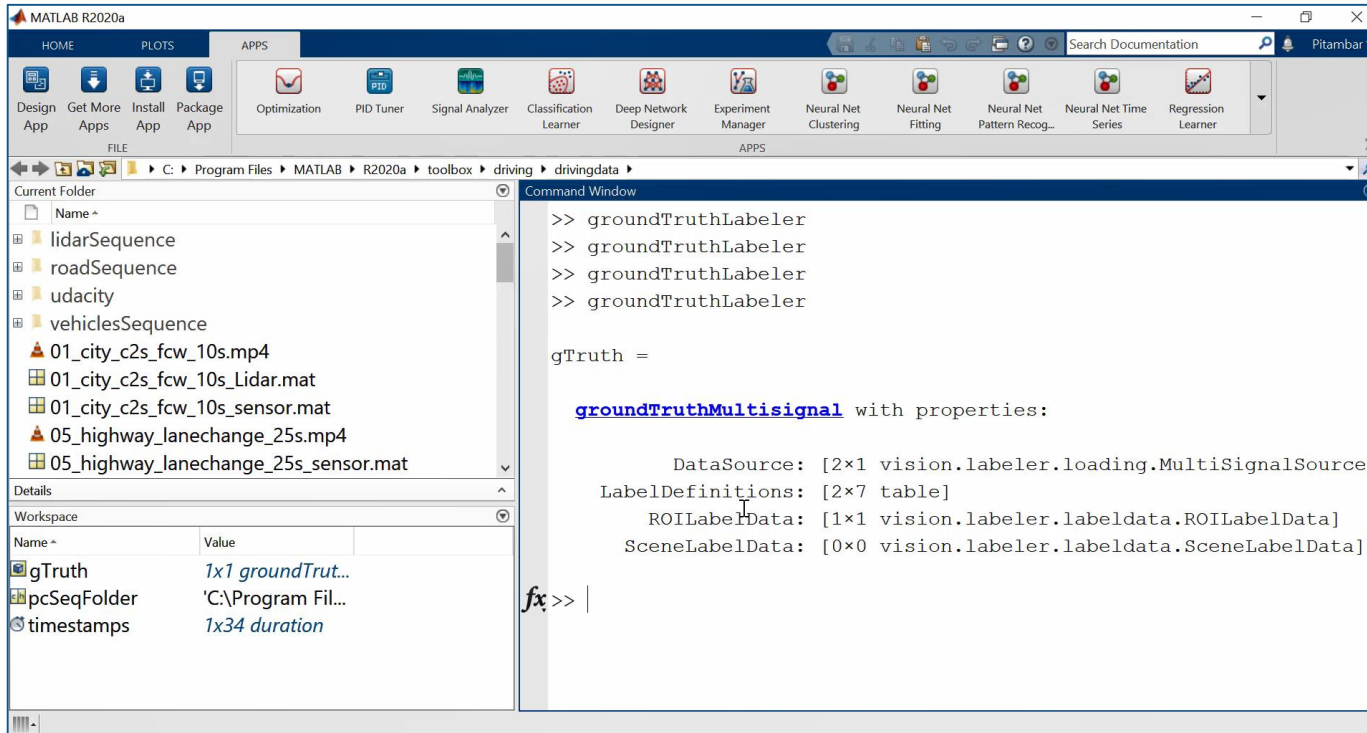 MATLAB R2020a
HOME PLOTS APPS
Search Documentation
Pitambar
Design App
Get More Apps
Install App
Package App
Optimization
PID
PID Tuner
Signal Analyzer
Classification Learner
Deep Network Designer
Experiment Manager
Neural Net Clustering
Neural Net Fitting
Neural Net Pattern Recog...
Neural Net Time Series
Regression Learner
FILE
APPS
C: Program Files MATLAB R2020a toolbox driving drivingdata
Current Folder
Name
lidarSequence
roadSequence
udacity
vehiclesSequence
01_city_c2s_fcw_10s.mp4
01_city_c2s_fcw_10s_Lidar.mat
01_city_c2s_fcw_10s_sensor.mat
05_highway_lanechange_25s.mp4
05_highway_lanechange_25s_sensor.mat
Details
Workspace
Name Value
gTruth 1x1 groundTrut...
pcSeqFolder 'C:\Program Fil...
timestamps 1x34 duration
Command Window
>> groundTruthLabeler
>> groundTruthLabeler
>> groundTruthLabeler
>> groundTruthLabeler
gTruth =
groundTruthMultisignal with properties:
DataSource: [2×1 vision.labeler.loading.MultiSignalSource
LabelDefinitions: [2×7 table]
ROILabelData: [1×1 vision.labeler.labeldata.ROILabelData]
SceneLabelData: [0×0 vision.labeler.labeldata.SceneLabelData]
fx >>